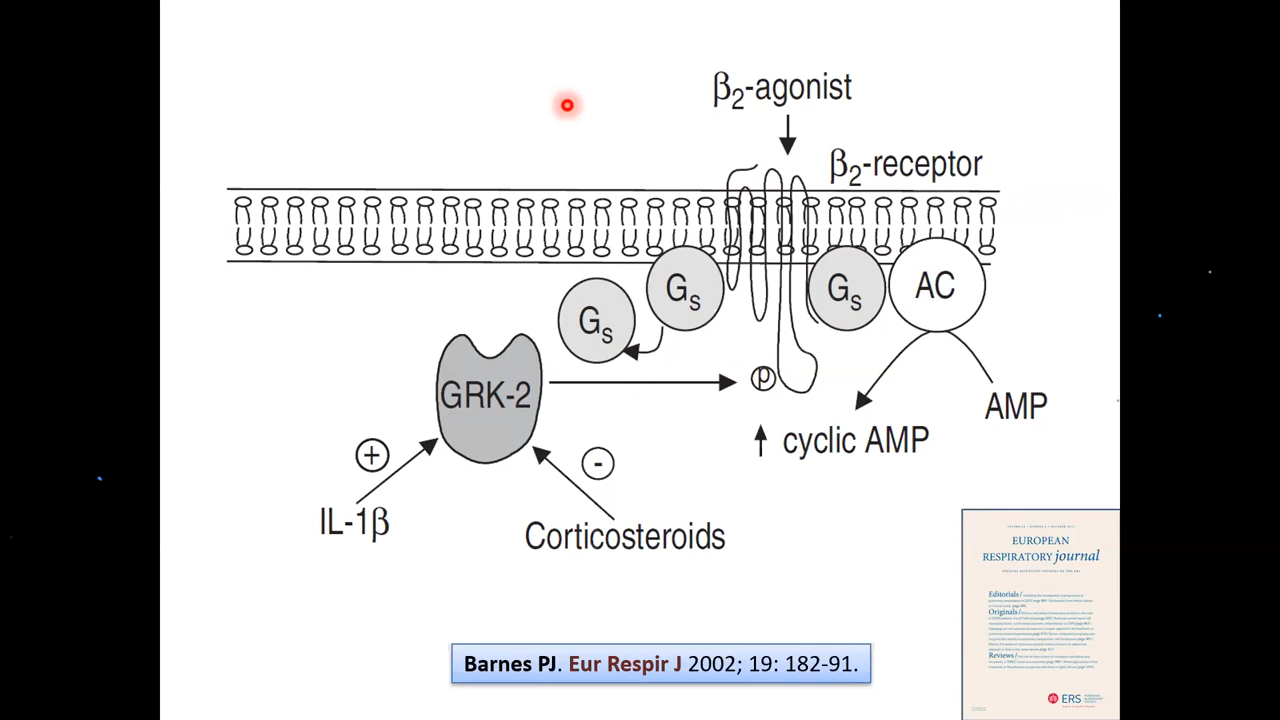 β2-agonist
β2-receptor
Gs
Gs
Gs
AC
GRK-2
p
AMP
cyclic AMP
+
-
IL-1β
Corticosteroids
EUROPEAN
RESPIRATORY journal
Editorials /
Originals /
Reviews /
ERS
Barnes PJ. Eur Respir J 2002; 19: 182-91.